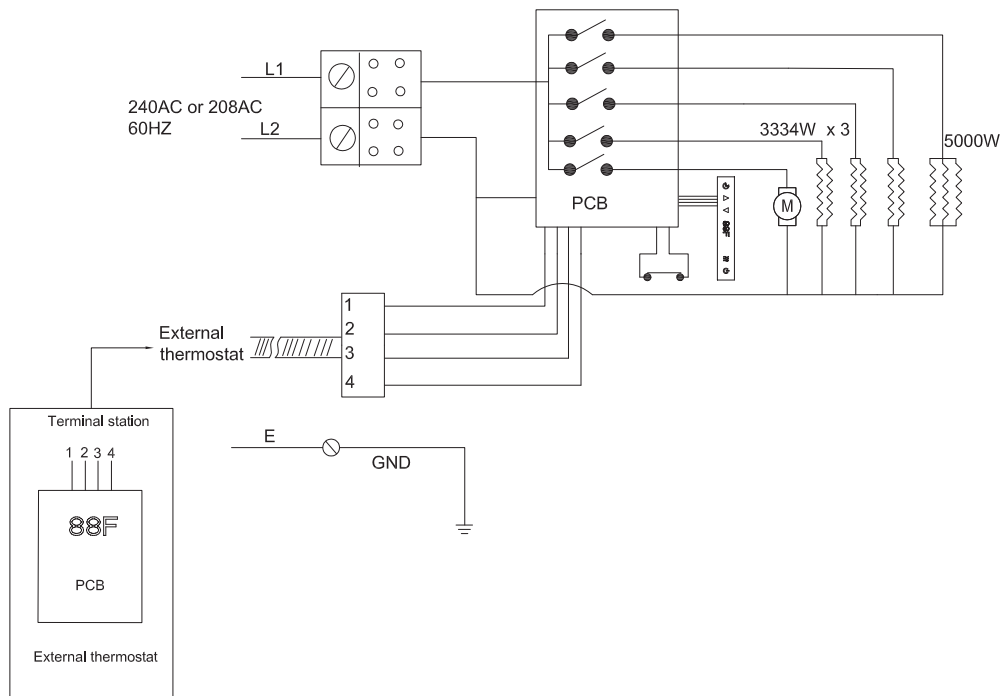 L1
240AC or 208AC
60HZ
L2
3334W x 3
5000W
PCB
M
88F
1
2
3
4
External
thermostat
Terminal station
1 2 3 4
88F
PCB
External thermostat
E
GND